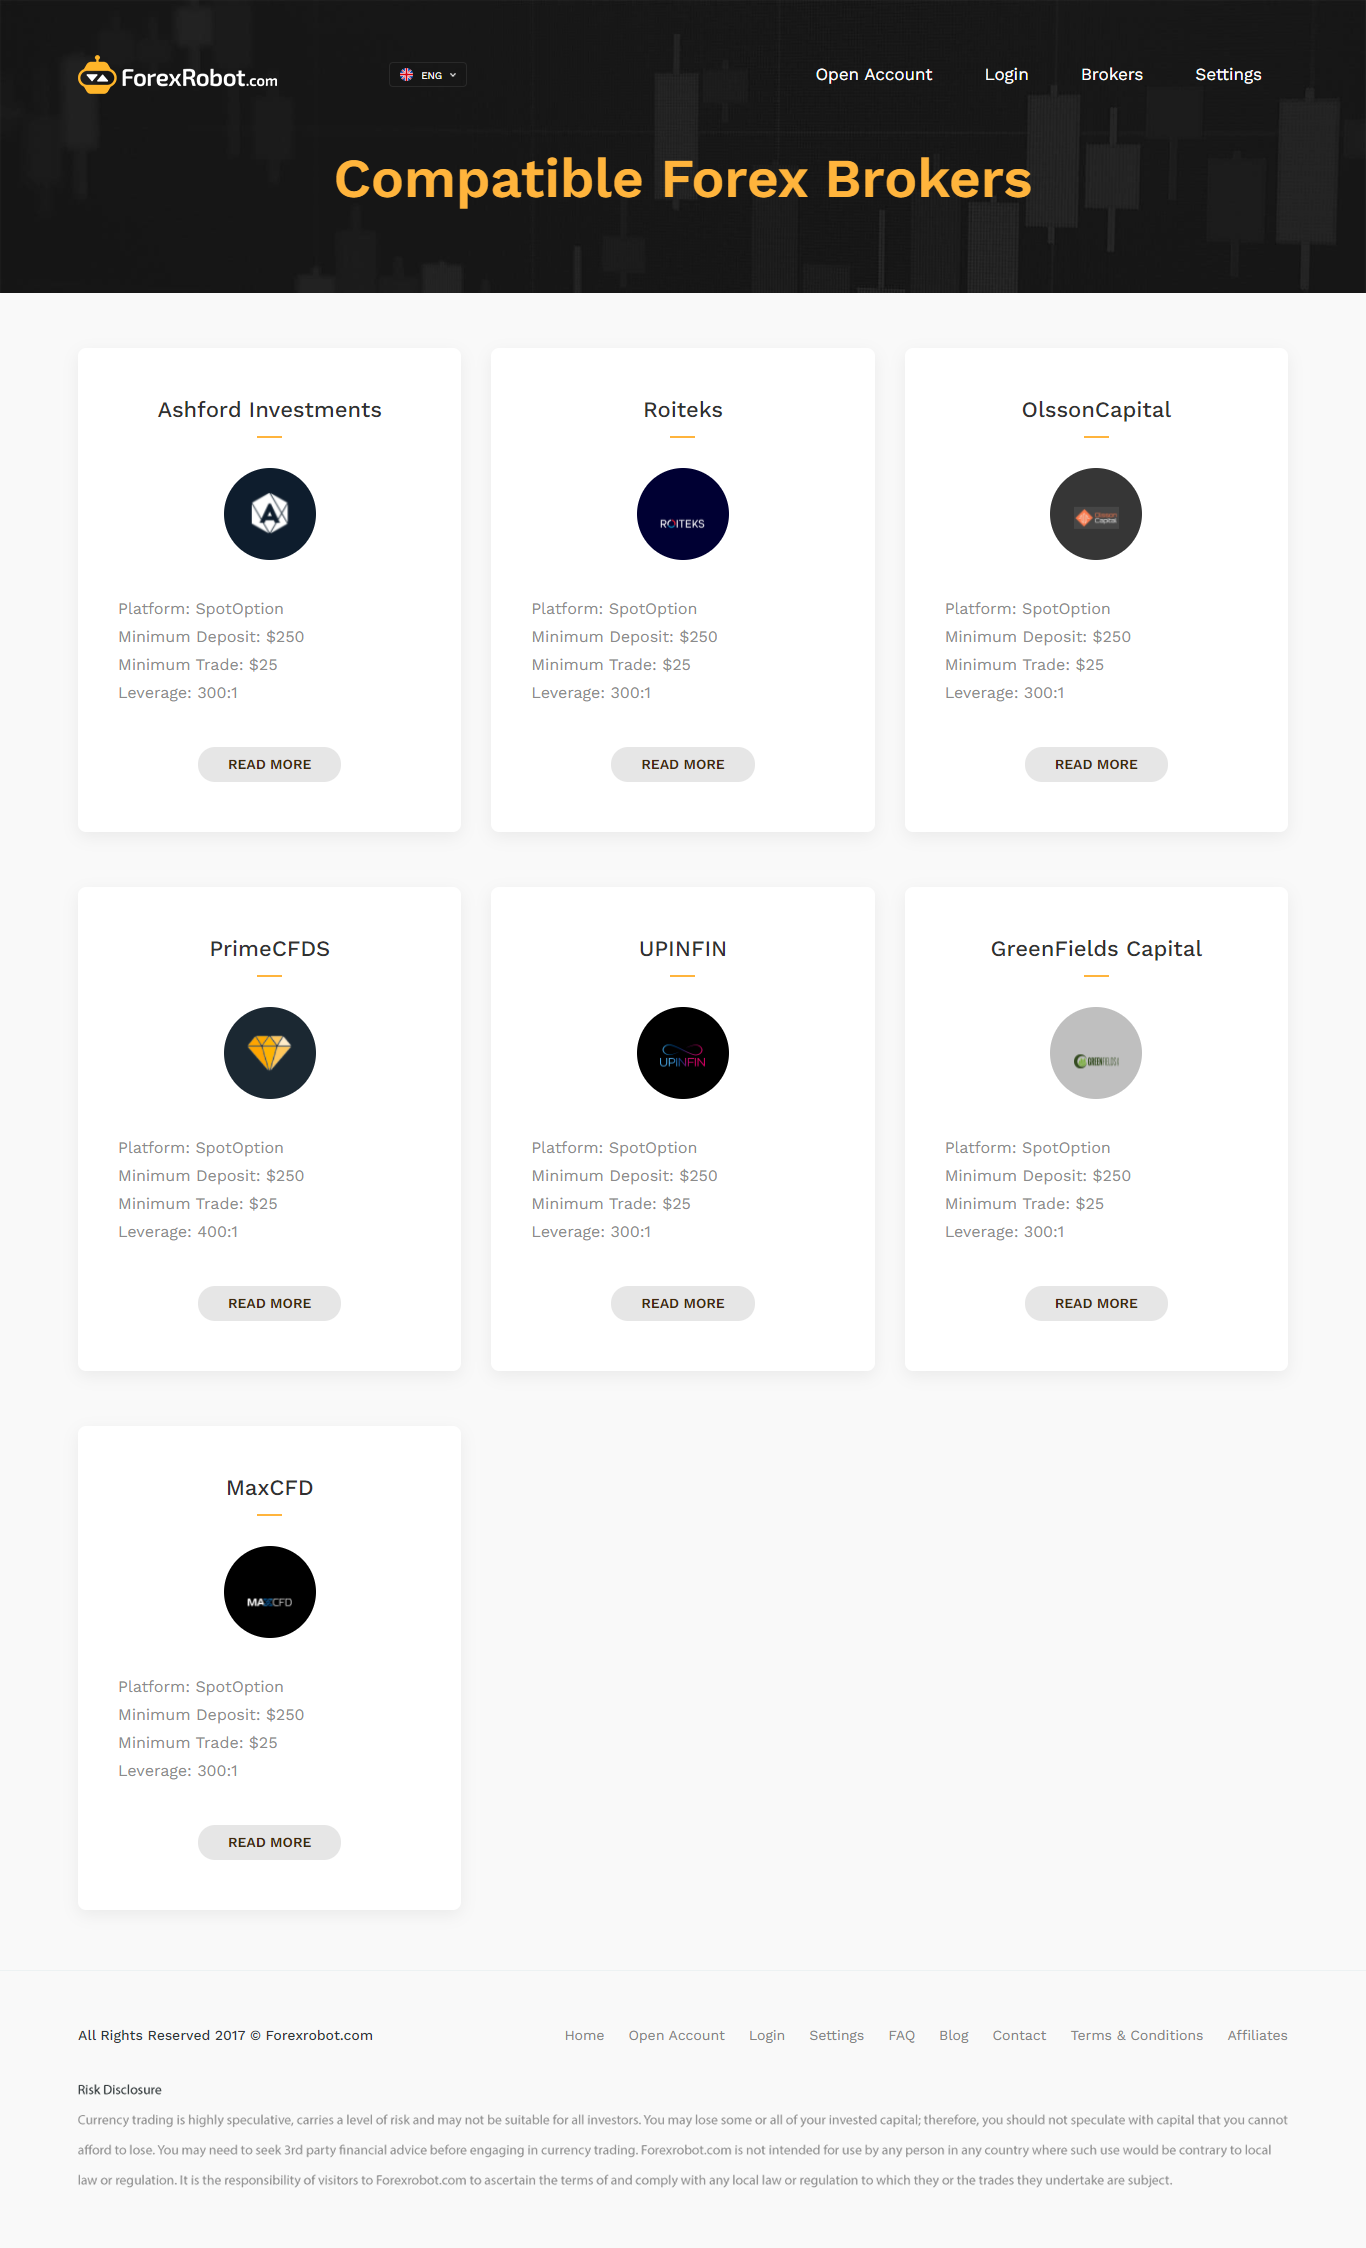 ForexRobot.com
ENG
Open Account
Login
Brokers
Settings
Compatible Forex Brokers
Ashford Investments
A
Platform: SpotOption
Minimum Deposit: $250
Minimum Trade: $25
Leverage: 300:1
READ MORE
Roiteks
ROITEKS
Platform: SpotOption
Minimum Deposit: $250
Minimum Trade: $25
Leverage: 300:1
READ MORE
OlssonCapital
Olsson
Capital
Platform: SpotOption
Minimum Deposit: $250
Minimum Trade: $25
Leverage: 300:1
READ MORE
PrimeCFDS
Platform: SpotOption
Minimum Deposit: $250
Minimum Trade: $25
Leverage: 400:1
READ MORE
UPINFIN
UPINFIN
Platform: SpotOption
Minimum Deposit: $250
Minimum Trade: $25
Leverage: 300:1
READ MORE
GreenFields Capital
Platform: SpotOption
Minimum Deposit: $250
Minimum Trade: $25
Leverage: 300:1
READ MORE
MaxCFD
MAXCFD
Platform: SpotOption
Minimum Deposit: $250
Minimum Trade: $25
Leverage: 300:1
READ MORE
All Rights Reserved 2017 © Forexrobot.com
Home
Open Account
Login
Settings
FAQ
Blog
Contact
Terms & Conditions
Affiliates
Risk Disclosure
Currency trading is highly speculative, carries a level of risk and may not be suitable for all investors. You may lose some or all of your invested capital; therefore, you should not speculate with capital that you cannot
afford to lose. You may need to seek 3rd party financial advice before engaging in currency trading. Forexrobot.com is not intended for use by any person in any country where such use would be contrary to local
law or regulation. It is the responsibility of visitors to Forexrobot.com to ascertain the terms of and comply with any local law or regulation to which they or the trades they undertake are subject.